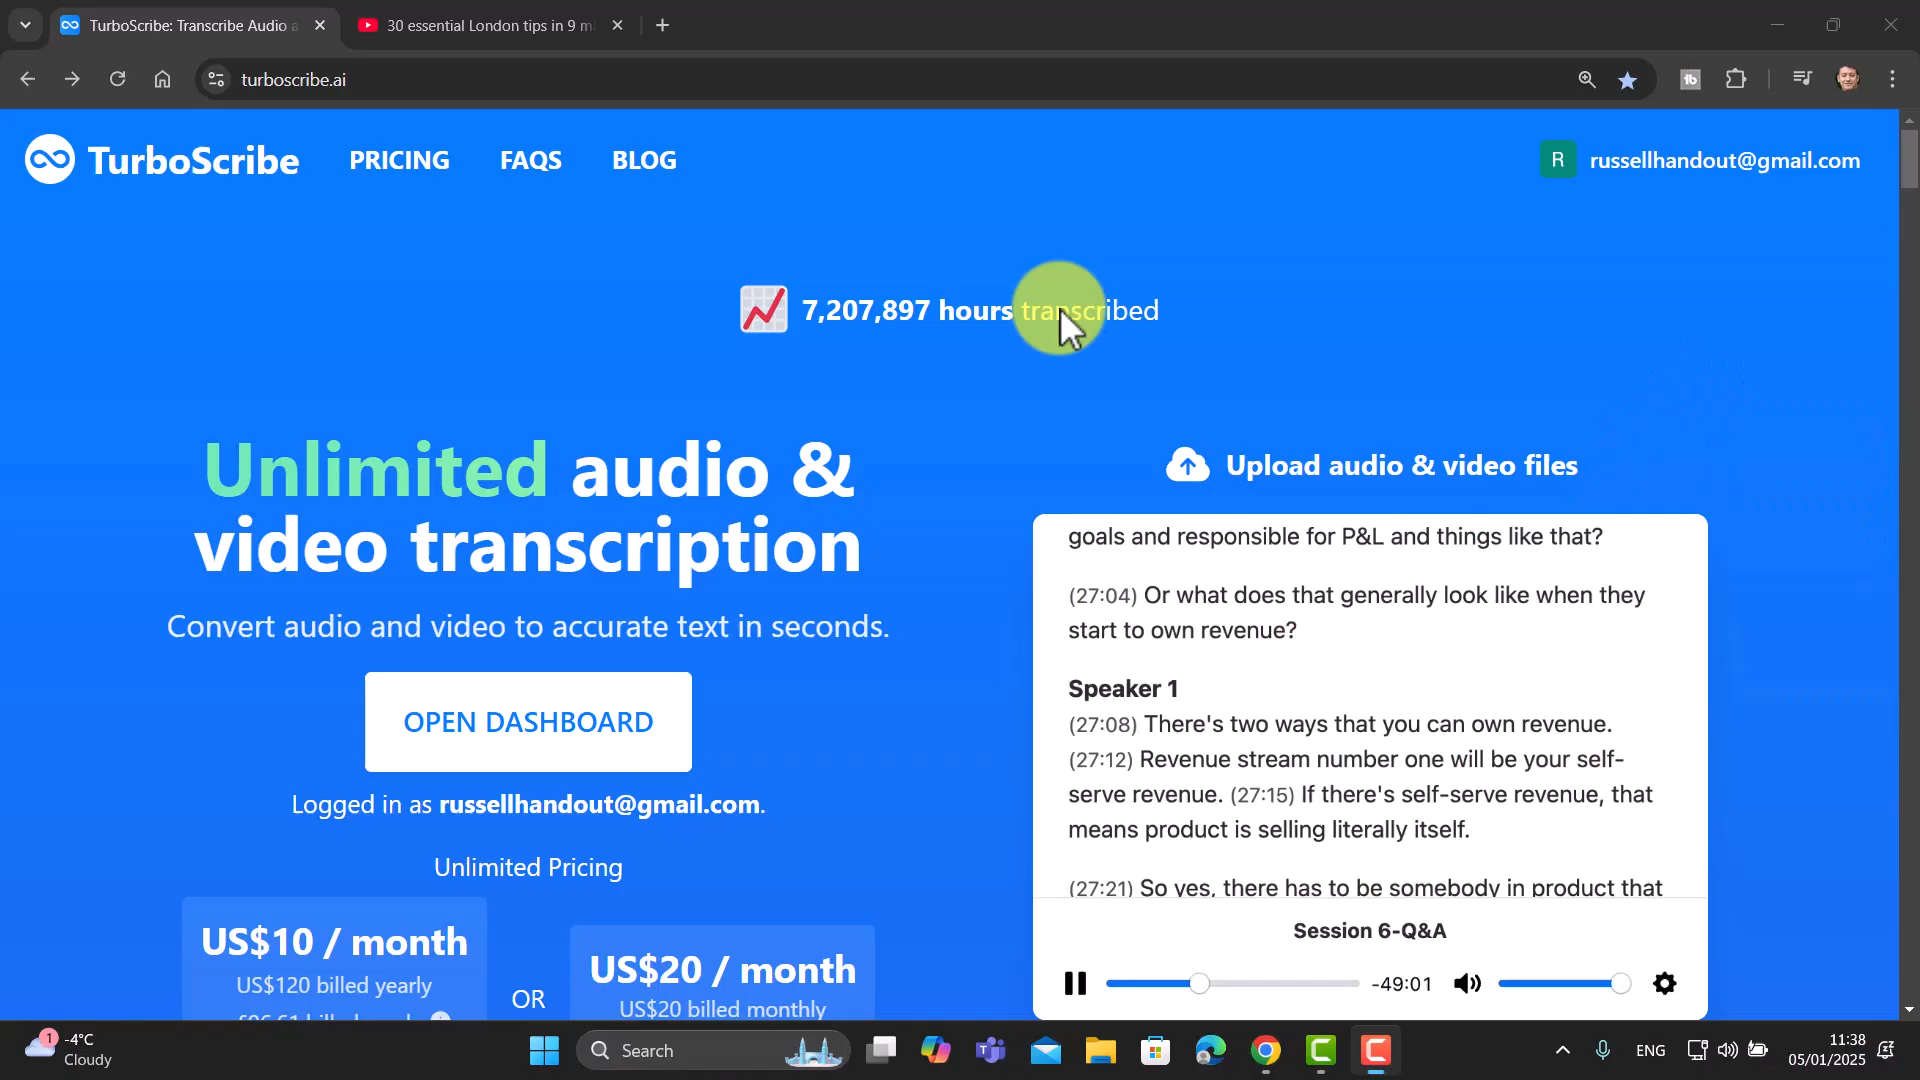 TurboScribe: Transcribe Audio a
30 essential London tips in 9 mi
turboscribe.ai
TurboScribe
PRICING
FAQS
BLOG
R
russellhandout@gmail.com
7,207,897 hours transcribed
Unlimited audio &
video transcription
Convert audio and video to accurate text in seconds.
OPEN DASHBOARD
Logged in as russellhandout@gmail.com.
Unlimited Pricing
US$10 / month
US$120 billed yearly
OR
US$20 / month
US$20 billed monthly
Upload audio & video files
goals and responsible for P&L and things like that?
(27:04) Or what does that generally look like when they
start to own revenue?
Speaker 1
(27:08) There's two ways that you can own revenue.
(27:12) Revenue stream number one will be your self-
serve revenue. (27:15) If there's self-serve revenue, that
means product is selling literally itself.
(27:21) So yes, there has to be somebody in product that
Session 6-Q&A
-49:01
1
-4°C
Cloudy
Search
ENG
11:38
05/01/2025